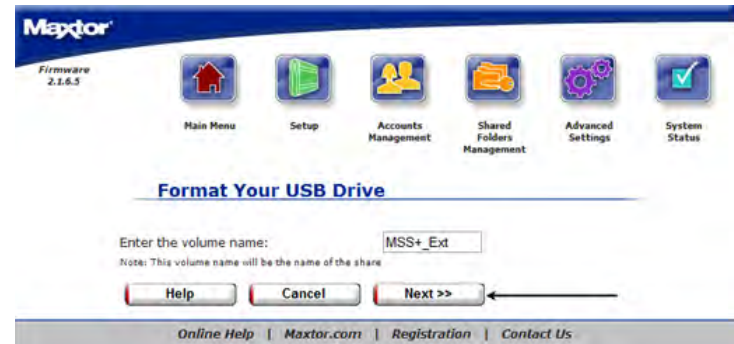 Maxtor
Firmware
2.1.6.5
Main Menu
Setup
Accounts
Management
Shared
Folders
Management
Advanced
Settings
System
Status
Format Your USB Drive
Enter the volume name: MSS+_Ext
Note: This volume name will be the name of the share
Help Cancel Next >>
Online Help | Maxtor.com | Registration | Contact Us